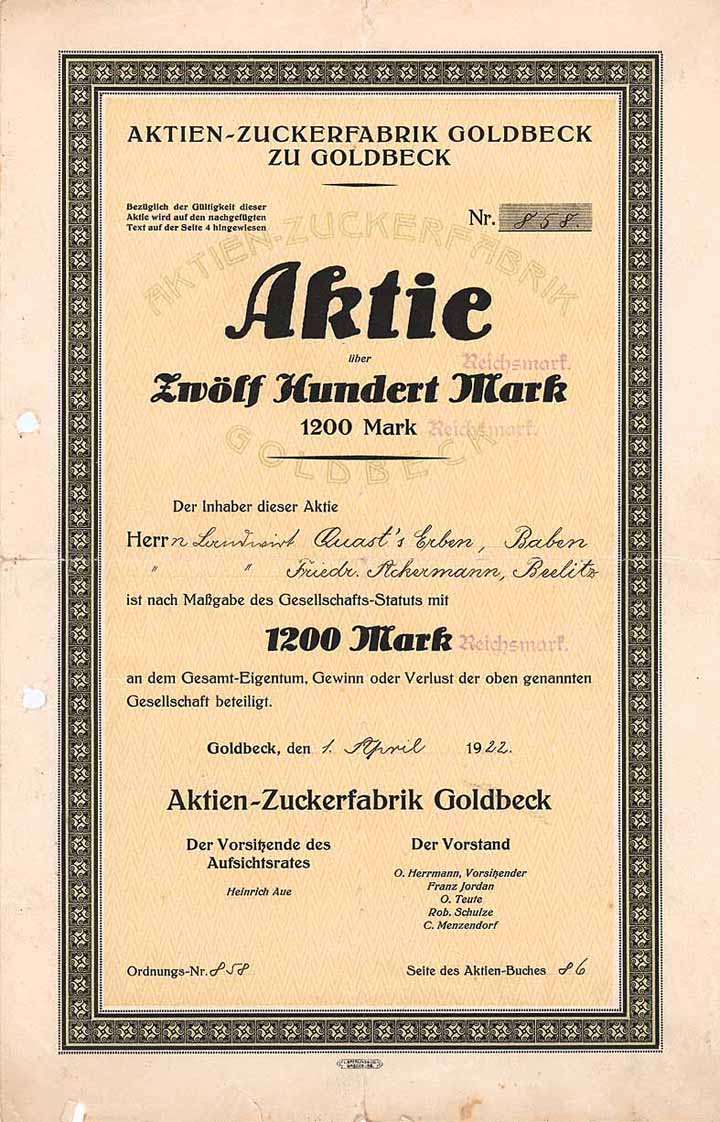 AKTIEN-ZUCKERFABRIK GOLDBECK
ZU GOLDBECK
Bezüglich der Gültigkeit dieser
Aktie wird auf den nachgefügten
Text auf der Seite 4 hingewiesen
Nr. 858.
AKTIEN-ZUCKERFABRIK
Aktie
über
Reichsmark.
Zwölf Hundert Mark
1200 Mark Reichsmark.
GOLDBECK
Der Inhaber dieser Aktie
Herrn Landwirt Quast's Erben, Baben
" " Friedr. Ackermann, Beelitz
ist nach Maßgabe des Gesellschafts-Statuts mit
1200 Mark Reichsmark.
an dem Gesamt-Eigentum, Gewinn oder Verlust der oben genannten
Gesellschaft beteiligt.
Goldbeck, den 1. April 1922.
Aktien-Zuckerfabrik Goldbeck
Der Vorsitzende des
Aufsichtsrates
Heinrich Aue
Der Vorstand
O. Herrmann, Vorsitzender
Franz Jordan
O. Teute
Rob. Schulze
C. Menzendorf
Ordnungs-Nr. 858
Seite des Aktien-Buches 86